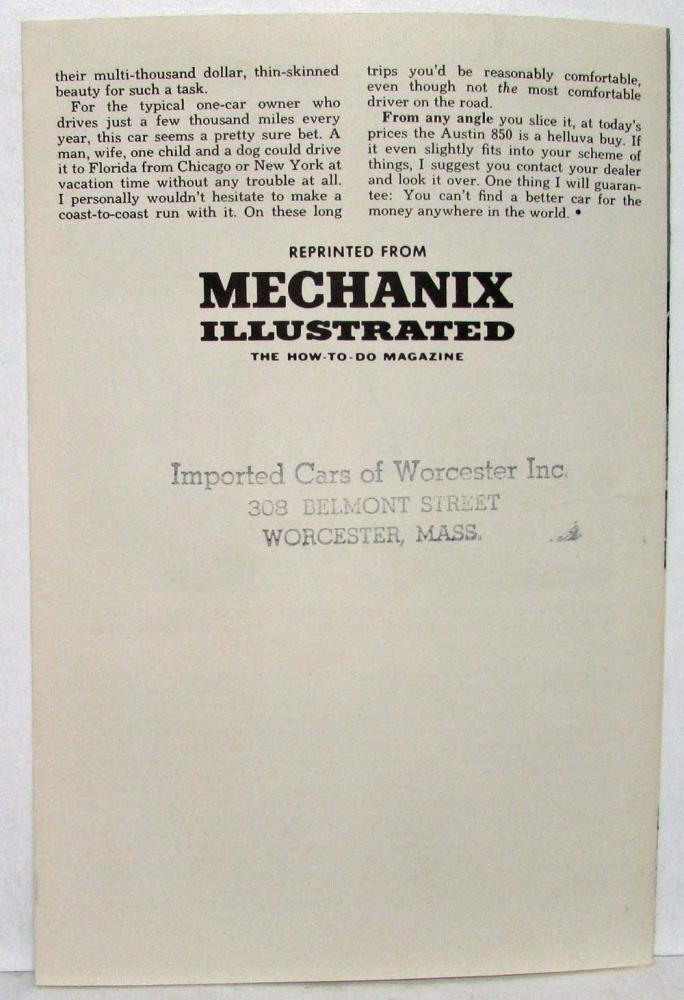 their multi-thousand dollar, thin-skinned
beauty for such a task.
For the typical one-car owner who
drives just a few thousand miles every
year, this car seems a pretty sure bet. A
man, wife, one child and a dog could drive
it to Florida from Chicago or New York at
vacation time without any trouble at all.
I personally wouldn't hesitate to make a
coast-to-coast run with it. On these long
trips you'd be reasonably comfortable,
even though not the most comfortable
driver on the road.
From any angle you slice it, at today's
prices the Austin 850 is a helluva buy. If
it even slightly fits into your scheme of
things, I suggest you contact your dealer
and look it over. One thing I will guaran-
tee: You can't find a better car for the
money anywhere in the world. •
REPRINTED FROM
MECHANIX
ILLUSTRATED
THE HOW-TO-DO MAGAZINE
Imported Cars of Worcester Inc.
308 BELMONT STREET
WORCESTER, MASS.